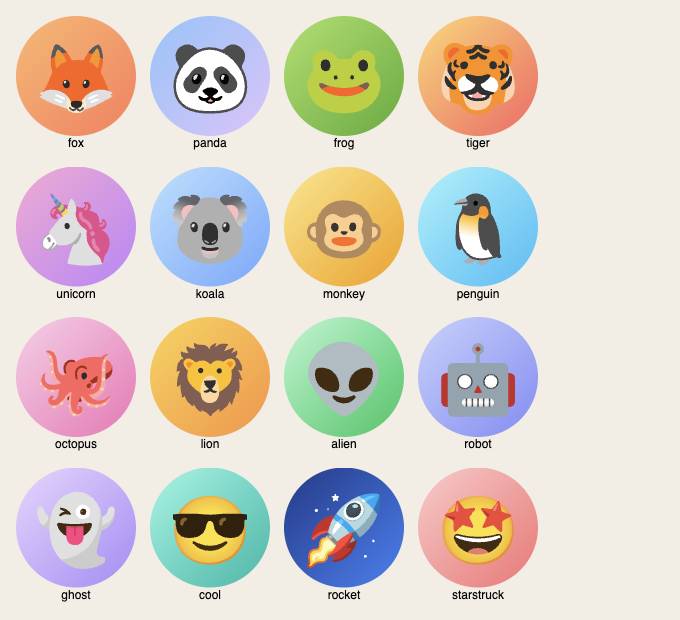 fox
panda
frog
tiger
unicorn
koala
monkey
penguin
octopus
lion
alien
robot
ghost
cool
rocket
starstruck